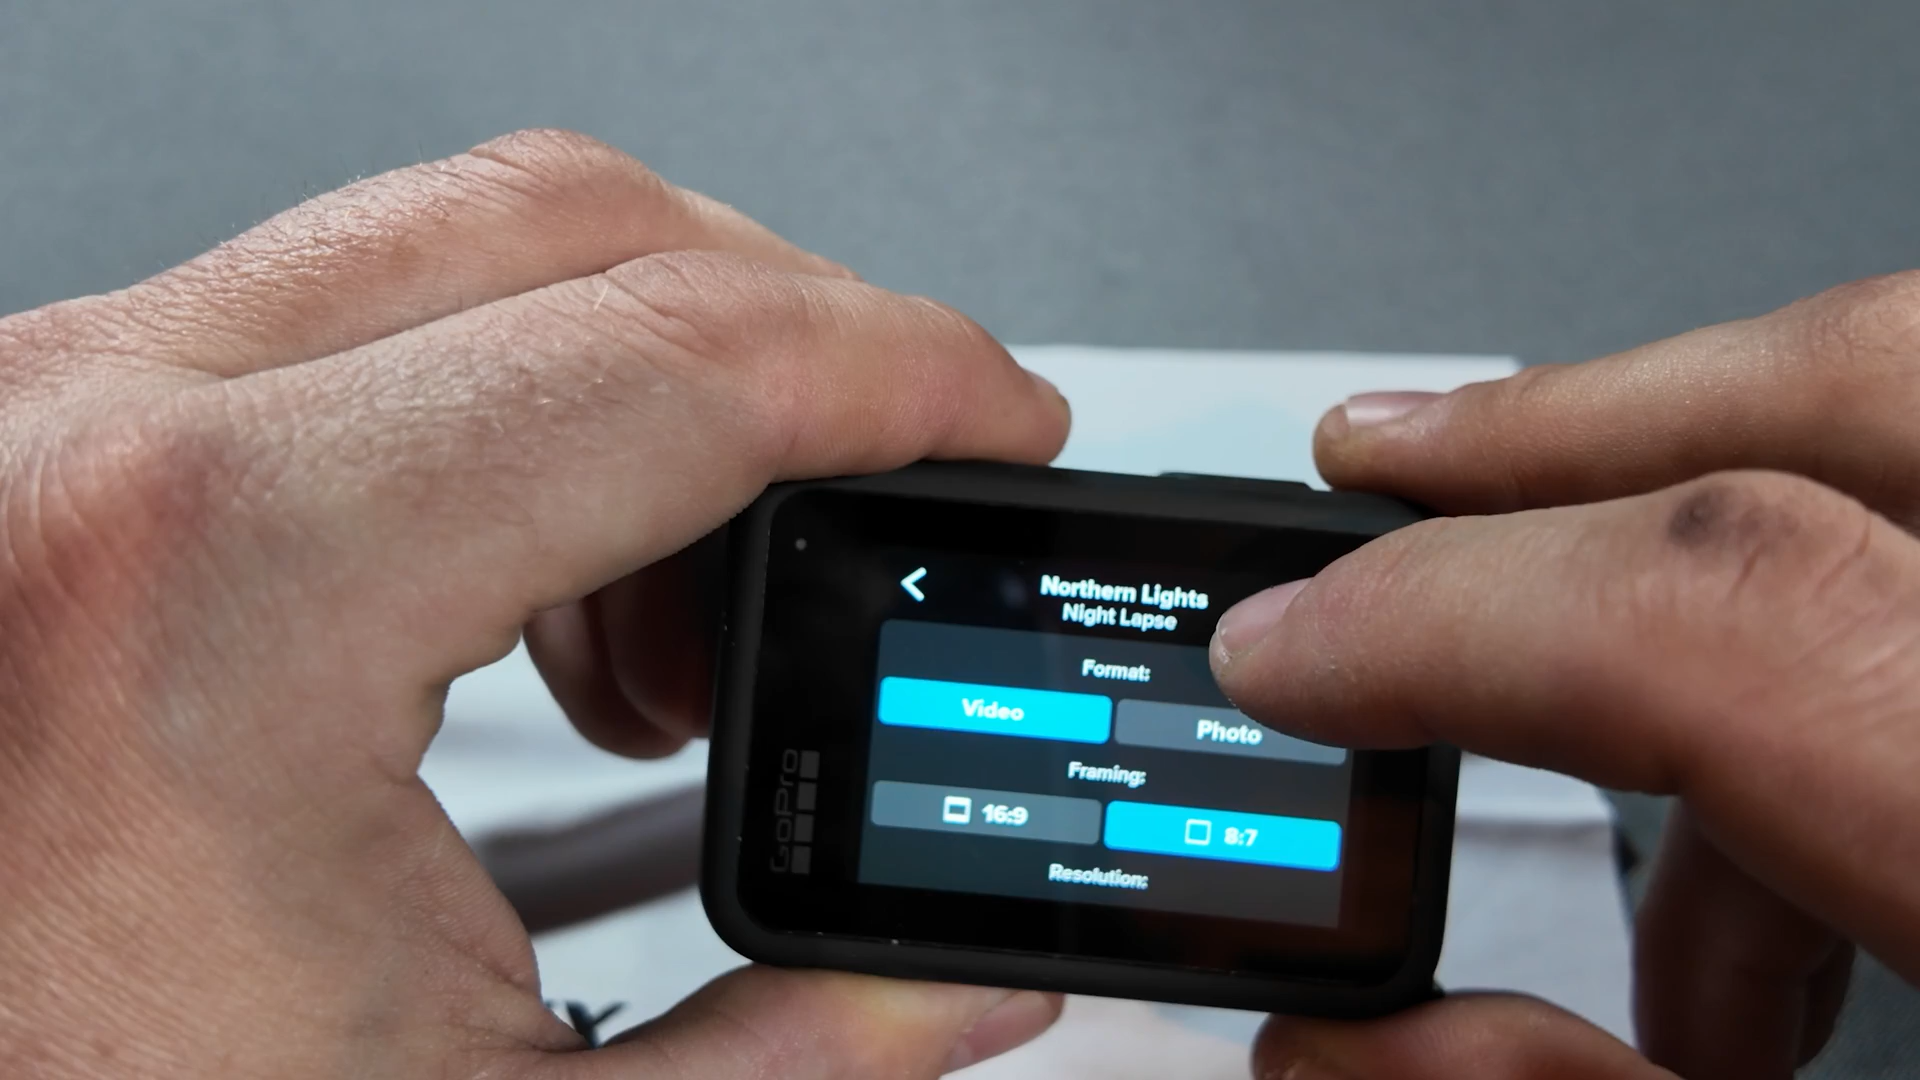 Northern Lights
Night Lapse
Format:
Video
Photo
Framing:
16:9
8:7
Resolution:
GoPro